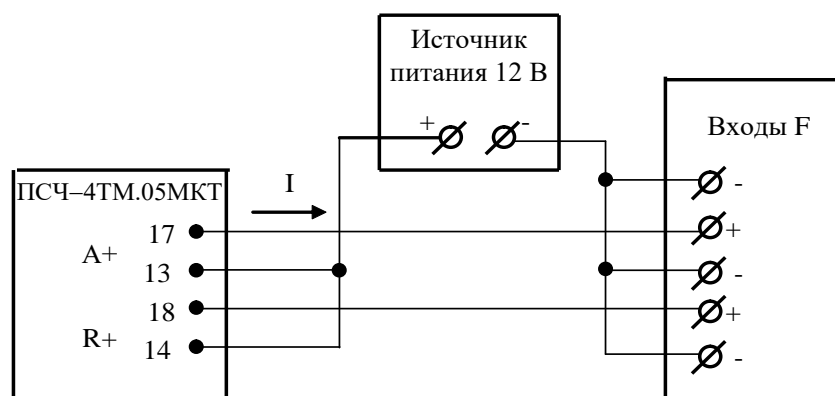 Источник
питания 12 В
+ -
Входы F
ПСЧ–4ТМ.05МКТ
I
-
A+
17
+
13
-
18
+
R+
14
-